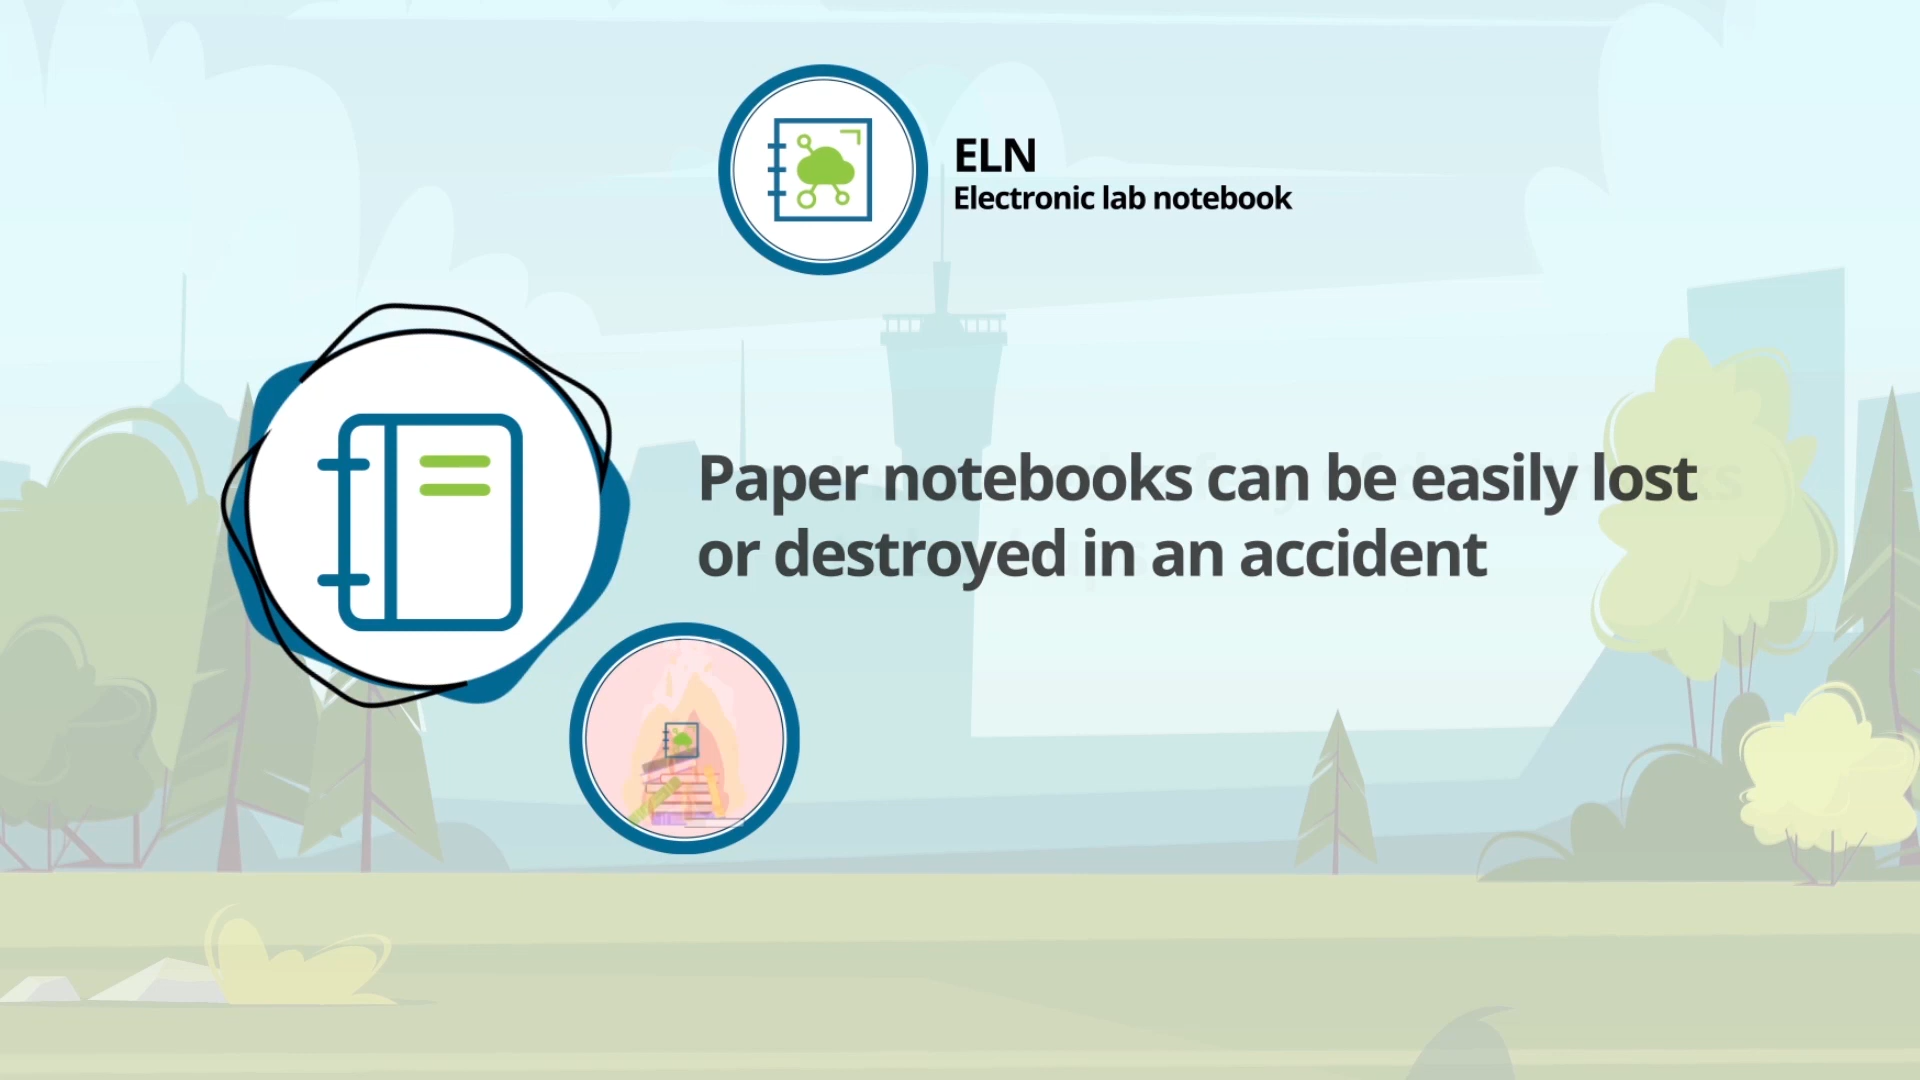 ELN
Electronic lab notebook
Paper notebooks can be easily lost
or destroyed in an accident